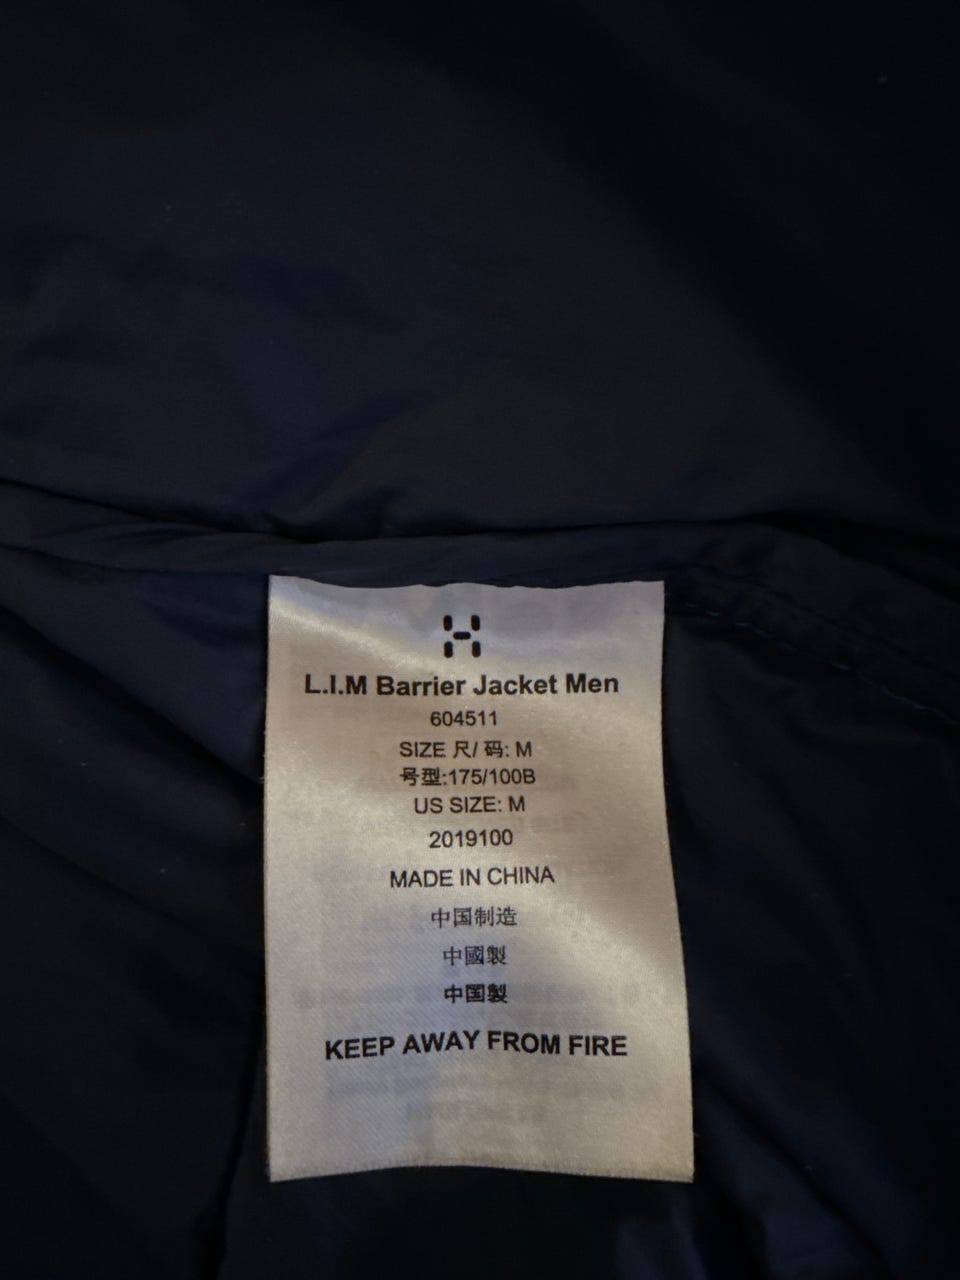 L.I.M Barrier Jacket Men
604511
SIZE 尺/ 码: M
号型:175/100B
US SIZE: M
2019100
MADE IN CHINA
中国制造
中國製
中国製
KEEP AWAY FROM FIRE